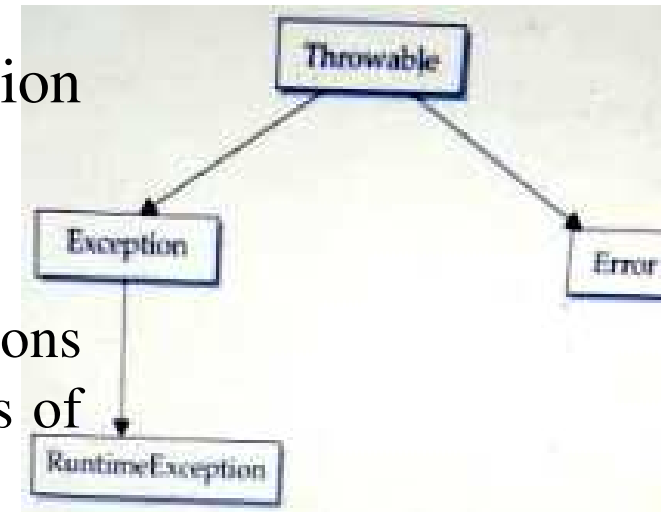 Throwable
ion
Exception
Error
ons
s of
RuntimeException